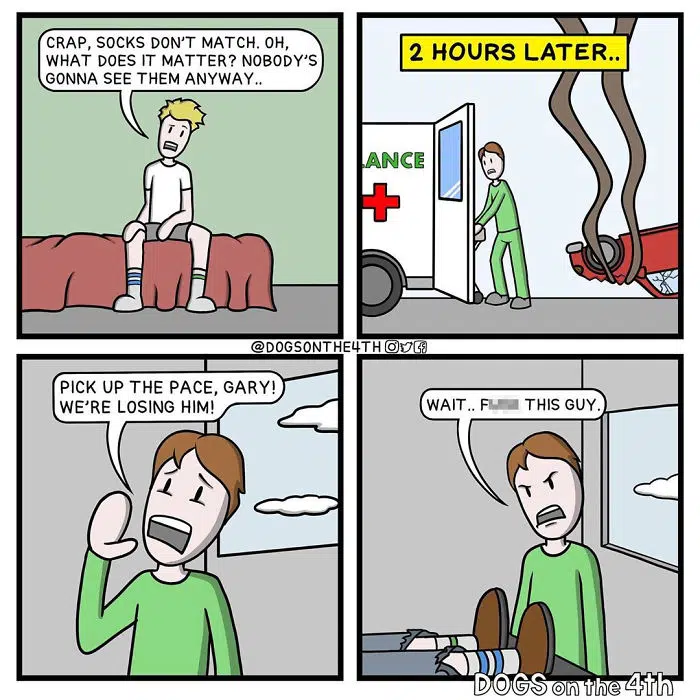 CRAP, SOCKS DON'T MATCH. OH,
WHAT DOES IT MATTER? NOBODY'S
GONNA SEE THEM ANYWAY..
2 HOURS LATER..
ANCE
@DOGSONTHE4TH
PICK UP THE PACE, GARY!
WE'RE LOSING HIM!
WAIT.. F THIS GUY.
DOGS on the 4th